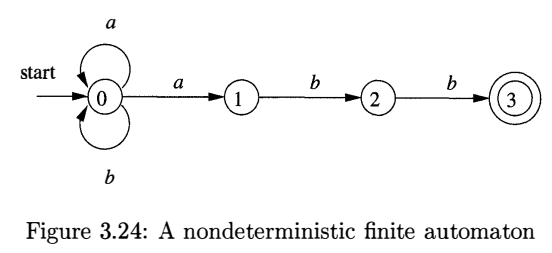 a
start
0 a 1 b 2 b 3
b
Figure 3.24: A nondeterministic finite automaton